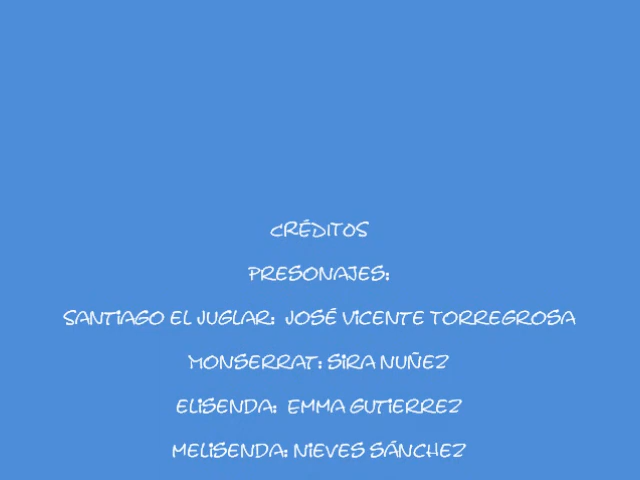 CRÉDITOS
PRESONAJES:
SANTIAGO EL JUGLAR: JOSÉ VICENTE TORREGROSA
MONSERRAT: SIRA NUÑEZ
ELISENDA: EMMA GUTIERREZ
MELISENDA: NIEVES SÁNCHEZ